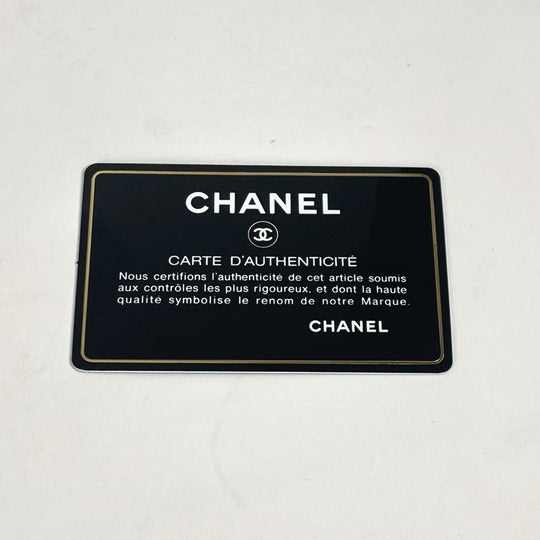 CHANEL
CARTE D'AUTHENTICITÉ
Nous certifions l'authenticité de cet article soumis
aux contrôles les plus rigoureux, et dont la haute
qualité symbolise le renom de notre Marque.
CHANEL